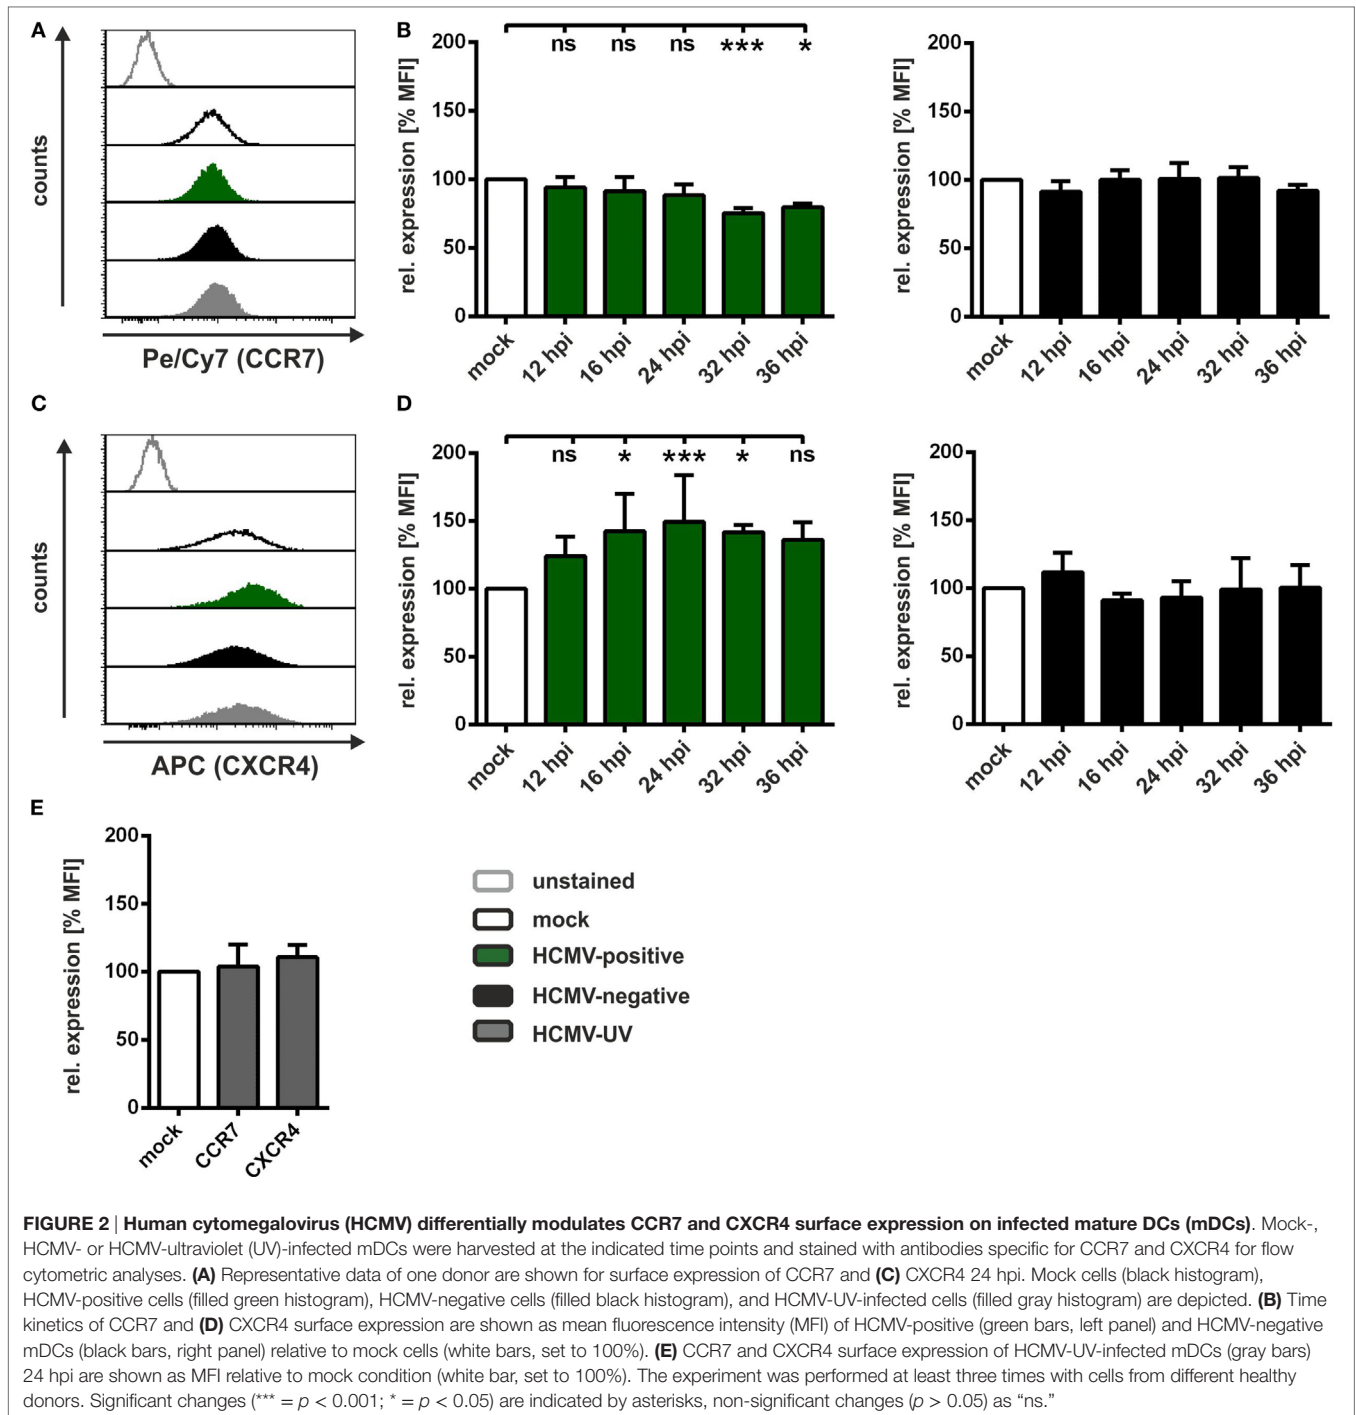 A
counts
Pe/Cy7 (CCR7)
B
ns ns ns *** *
rel. expression [% MFI]
200
150
100
50
0
mock
12 hpi
16 hpi
24 hpi
32 hpi
36 hpi
rel. expression [% MFI]
200
150
100
50
0
mock
12 hpi
16 hpi
24 hpi
32 hpi
36 hpi
C
counts
APC (CXCR4)
D
ns * *** * ns
rel. expression [% MFI]
200
150
100
50
0
mock
12 hpi
16 hpi
24 hpi
32 hpi
36 hpi
rel. expression [% MFI]
200
150
100
50
0
mock
12 hpi
16 hpi
24 hpi
32 hpi
36 hpi
E
rel. expression [% MFI]
200
150
100
50
0
mock
CCR7
CXCR4
unstained
mock
HCMV-positive
HCMV-negative
HCMV-UV
FIGURE 2 | Human cytomegalovirus (HCMV) differentially modulates CCR7 and CXCR4 surface expression on infected mature DCs (mDCs). Mock-,
HCMV- or HCMV-ultraviolet (UV)-infected mDCs were harvested at the indicated time points and stained with antibodies specific for CCR7 and CXCR4 for flow
cytometric analyses. (A) Representative data of one donor are shown for surface expression of CCR7 and (C) CXCR4 24 hpi. Mock cells (black histogram),
HCMV-positive cells (filled green histogram), HCMV-negative cells (filled black histogram), and HCMV-UV-infected cells (filled gray histogram) are depicted. (B) Time
kinetics of CCR7 and (D) CXCR4 surface expression are shown as mean fluorescence intensity (MFI) of HCMV-positive (green bars, left panel) and HCMV-negative
mDCs (black bars, right panel) relative to mock cells (white bars, set to 100%). (E) CCR7 and CXCR4 surface expression of HCMV-UV-infected mDCs (gray bars)
24 hpi are shown as MFI relative to mock condition (white bar, set to 100%). The experiment was performed at least three times with cells from different healthy
donors. Significant changes (*** = p < 0.001; * = p < 0.05) are indicated by asterisks, non-significant changes (p > 0.05) as “ns.”